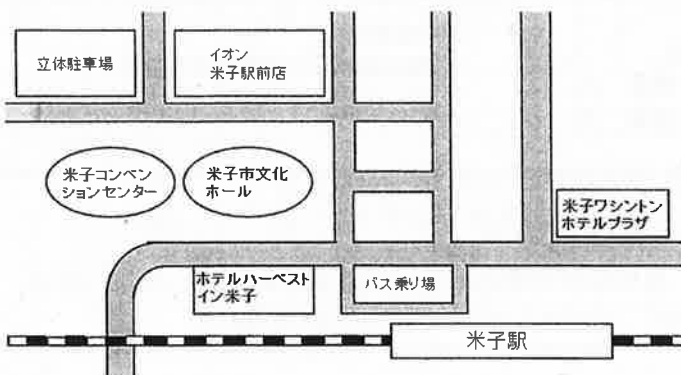 立体駐車場
イオン
米子駅前店
米子コンベン
ションセンター
米子市文化
ホール
米子ワシントン
ホテルプラザ
ホテルハーベスト
イン米子
バス乗り場
米子駅